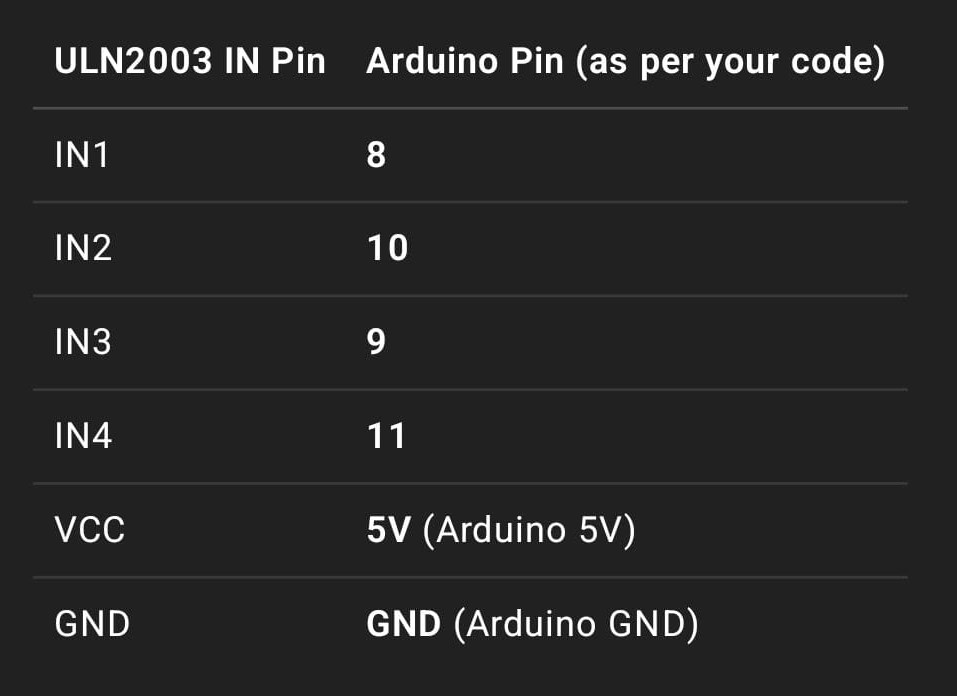 ULN2003 IN Pin Arduino Pin (as per your code)
IN1 8
IN2 10
IN3 9
IN4 11
VCC 5V (Arduino 5V)
GND GND (Arduino GND)